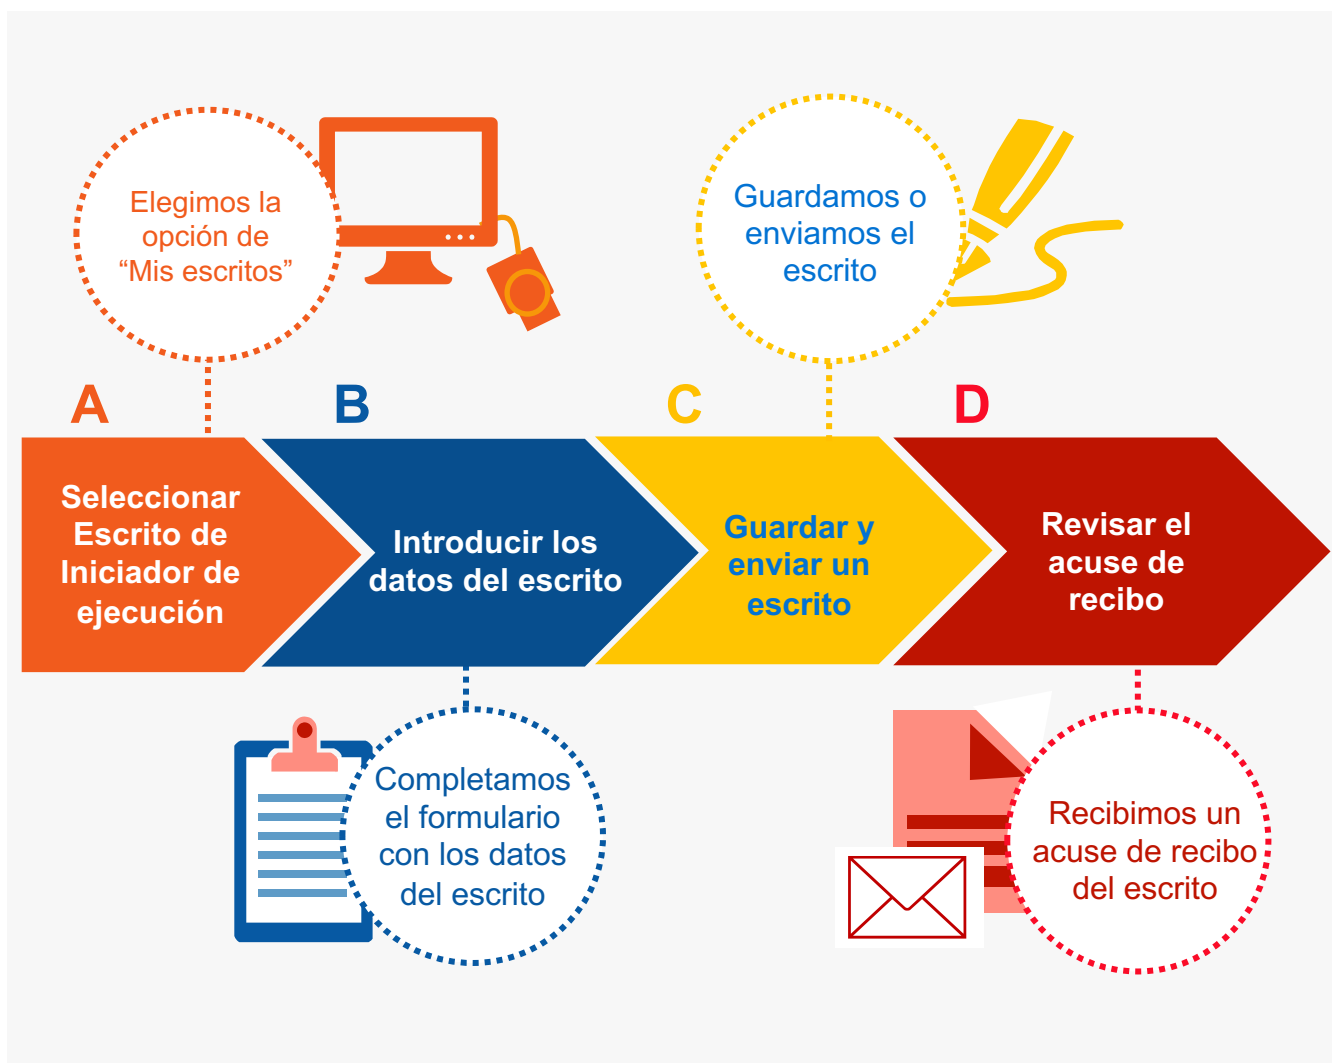 Elegimos la
opción de
“Mis escritos”
Guardamos o
enviamos el
escrito
A
B
C
D
Seleccionar
Escrito de
Iniciador de
ejecución
Introducir los
datos del escrito
Guardar y
enviar un
escrito
Revisar el
acuse de
recibo
Completamos
el formulario
con los datos
del escrito
Recibimos un
acuse de recibo
del escrito